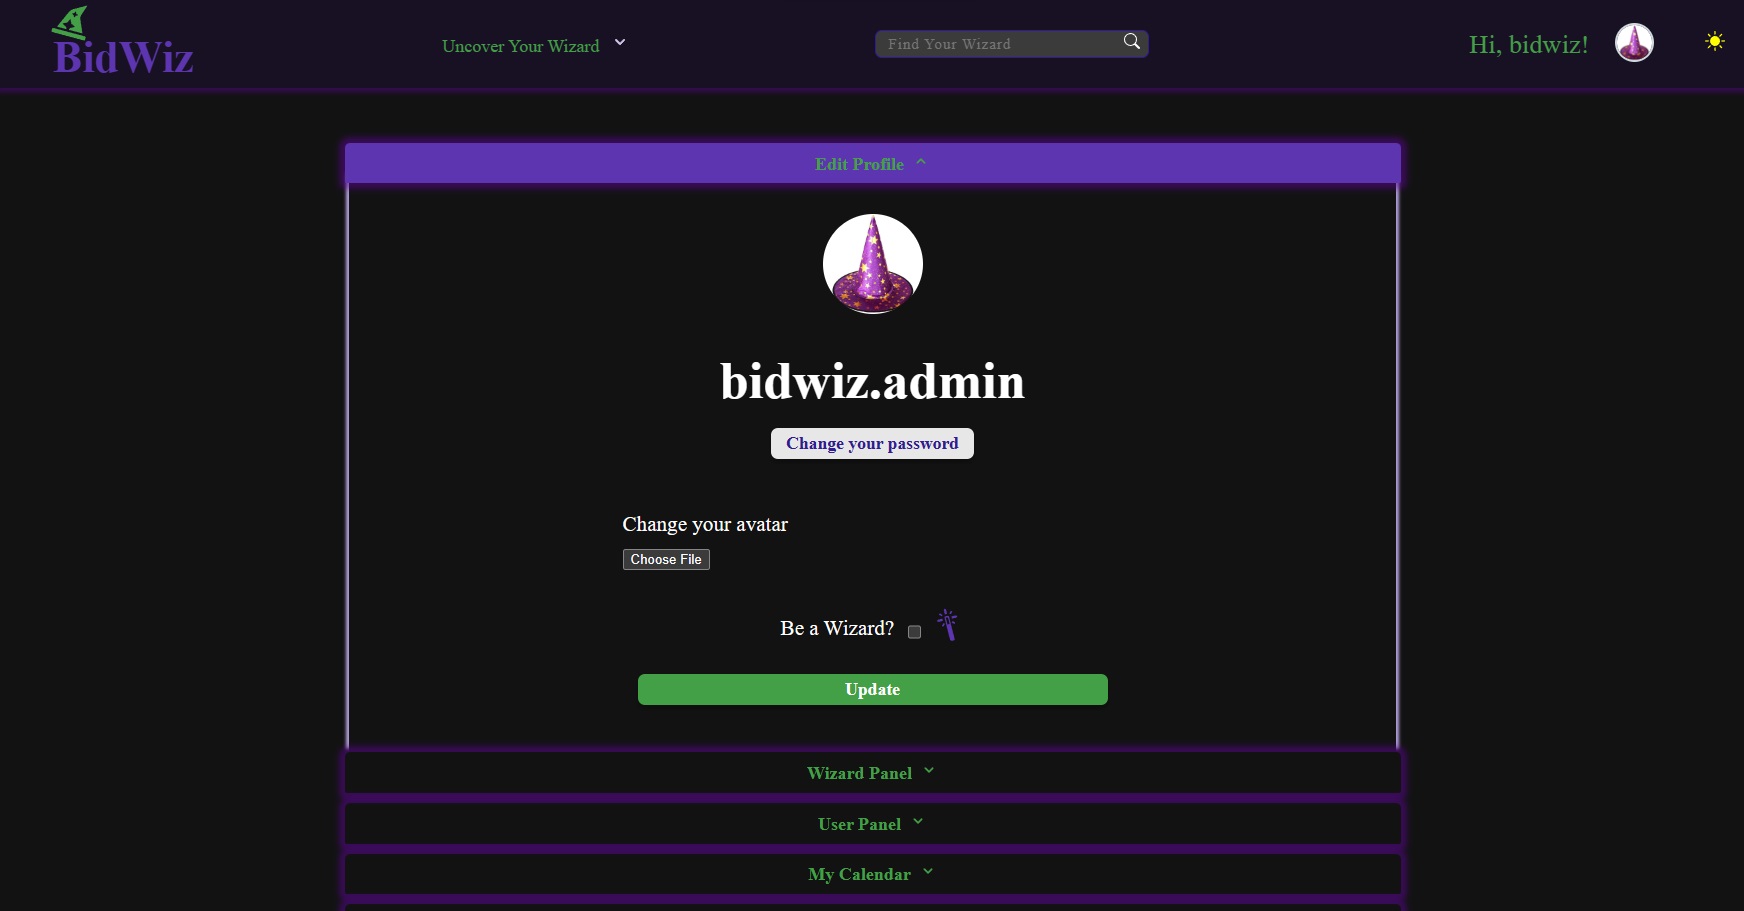 BidWiz
Uncover Your Wizard
Find Your Wizard
Hi, bidwiz!
Edit Profile
bidwiz.admin
Change your password
Change your avatar
Choose File
Be a Wizard?
Update
Wizard Panel
User Panel
My Calendar